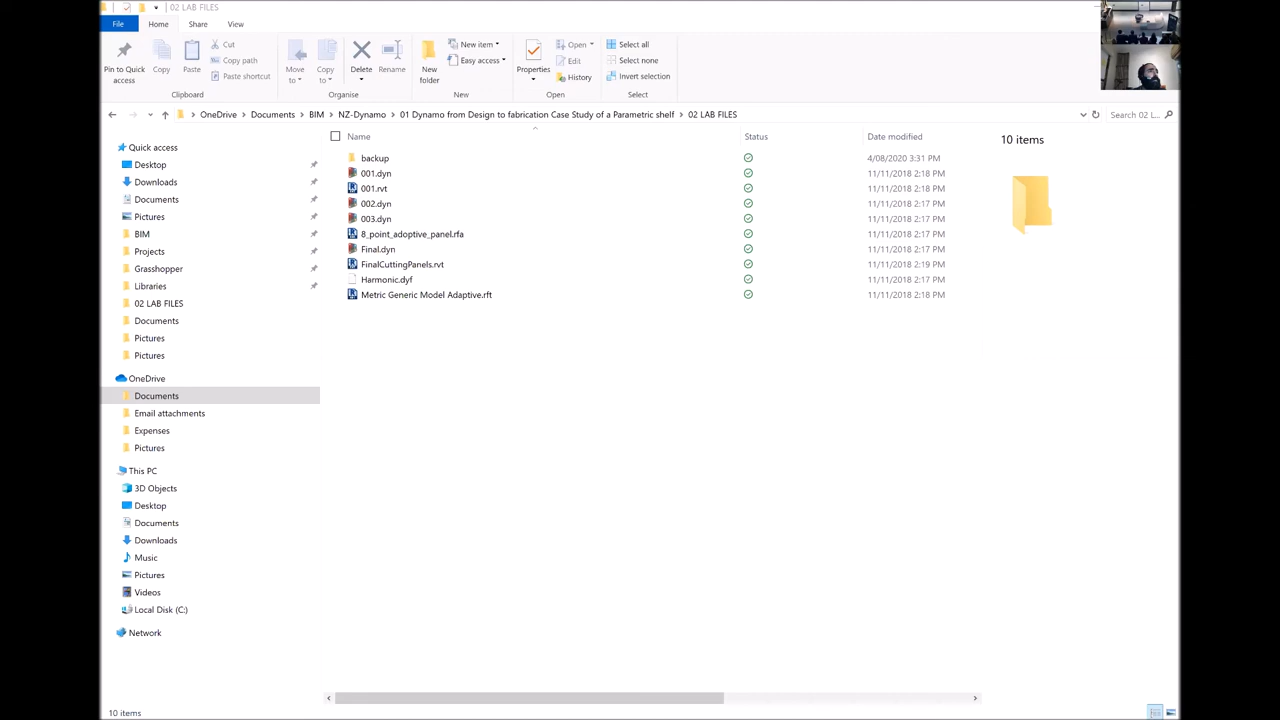 02 LAB FILES
File Home Share View
Pin to Quick access
Copy
Paste
Cut
Copy path
Paste shortcut
Clipboard
Move to
Copy to
Delete
Rename
Organise
New folder
New item
Easy access
New
Properties
Open
Edit
History
Open
Select all
Select none
Invert selection
Select
OneDrive > Documents > BIM > NZ-Dynamo > 01 Dynamo from Design to fabrication Case Study of a Parametric shelf > 02 LAB FILES
Search 02 L...
Name Status Date modified
backup 4/08/2020 3:31 PM
001.dyn 11/11/2018 2:18 PM
001.rvt 11/11/2018 2:18 PM
002.dyn 11/11/2018 2:17 PM
003.dyn 11/11/2018 2:17 PM
8_point_adoptive_panel.rfa 11/11/2018 2:17 PM
Final.dyn 11/11/2018 2:17 PM
FinalCuttingPanels.rvt 11/11/2018 2:19 PM
Harmonic.dyf 11/11/2018 2:17 PM
Metric Generic Model Adaptive.rft 11/11/2018 2:18 PM
10 items
Quick access
Desktop
Downloads
Documents
Pictures
BIM
Projects
Grasshopper
Libraries
02 LAB FILES
Documents
Pictures
Pictures
OneDrive
Documents
Email attachments
Expenses
Pictures
This PC
3D Objects
Desktop
Documents
Downloads
Music
Pictures
Videos
Local Disk (C:)
Network
10 items